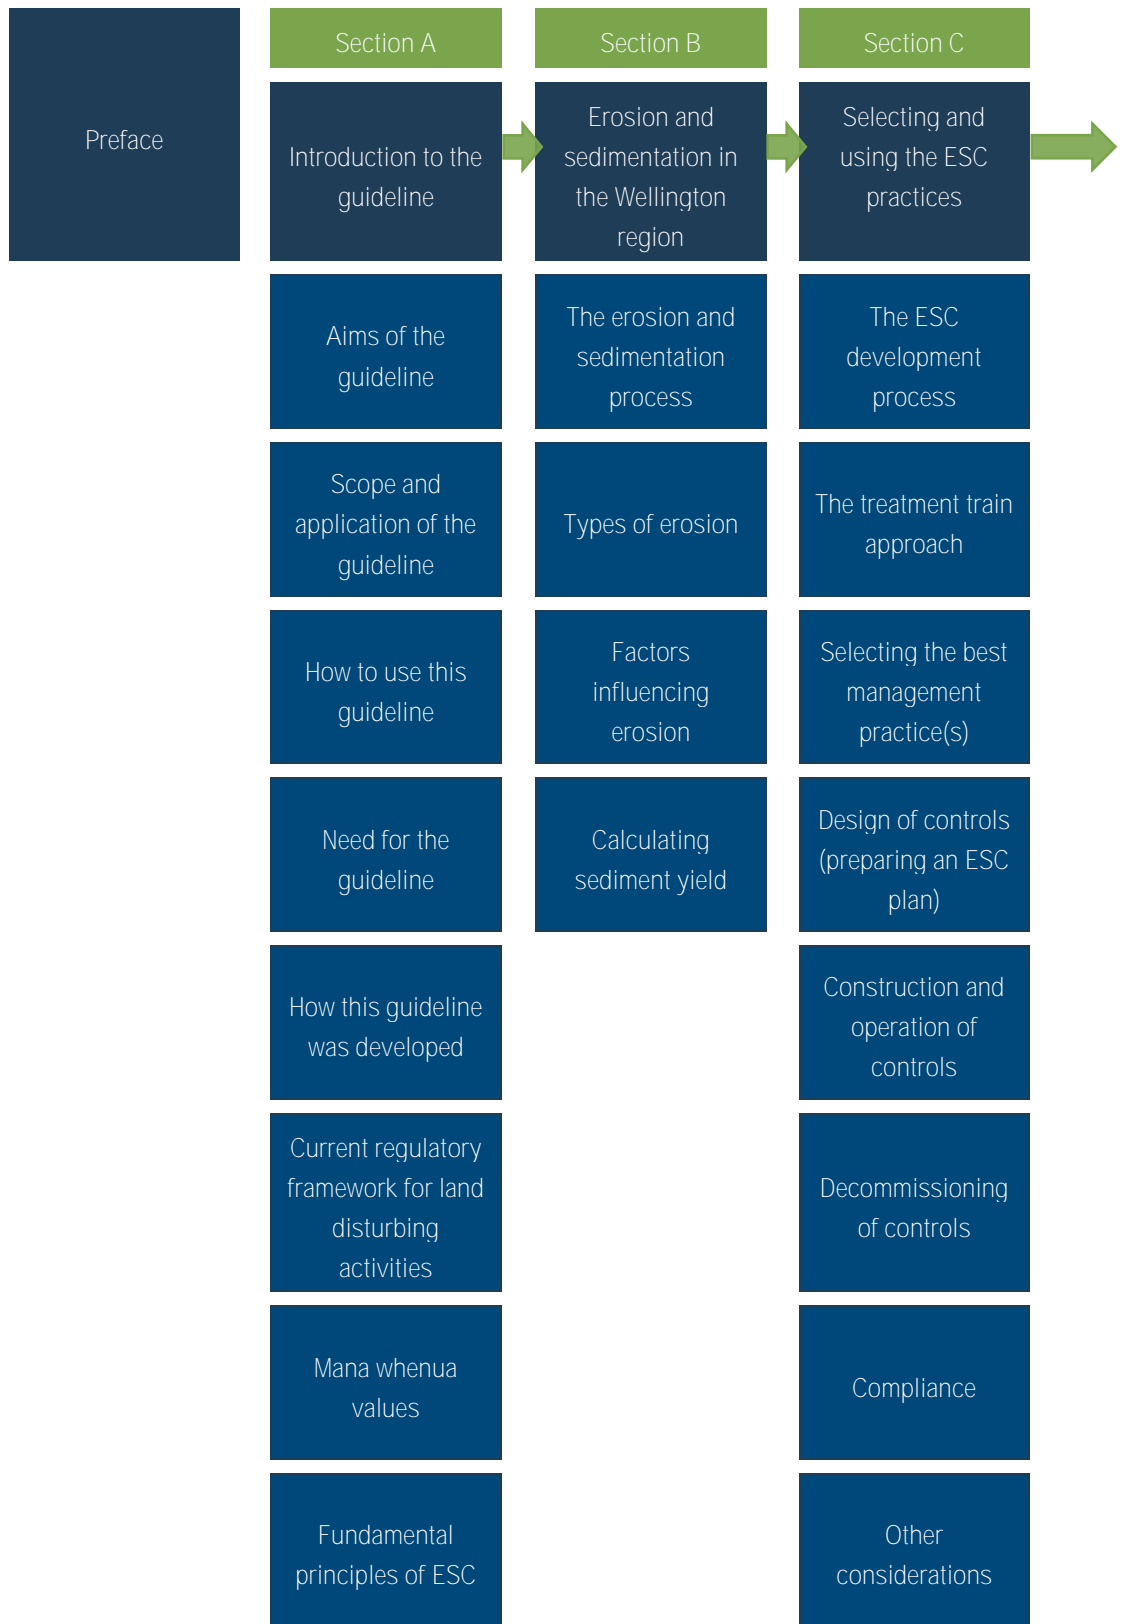 Preface
Section A
Introduction to the
guideline
Aims of the
guideline
Scope and
application of the
guideline
How to use this
guideline
Need for the
guideline
How this guideline
was developed
Current regulatory
framework for land
disturbing
activities
Mana whenua
values
Fundamental
principles of ESC
Section B
Erosion and
sedimentation in
the Wellington
region
The erosion and
sedimentation
process
Types of erosion
Factors
influencing
erosion
Calculating
sediment yield
Section C
Selecting and
using the ESC
practices
The ESC
development
process
The treatment train
approach
Selecting the best
management
practice(s)
Design of controls
(preparing an ESC
plan)
Construction and
operation of
controls
Decommissioning
of controls
Compliance
Other
considerations